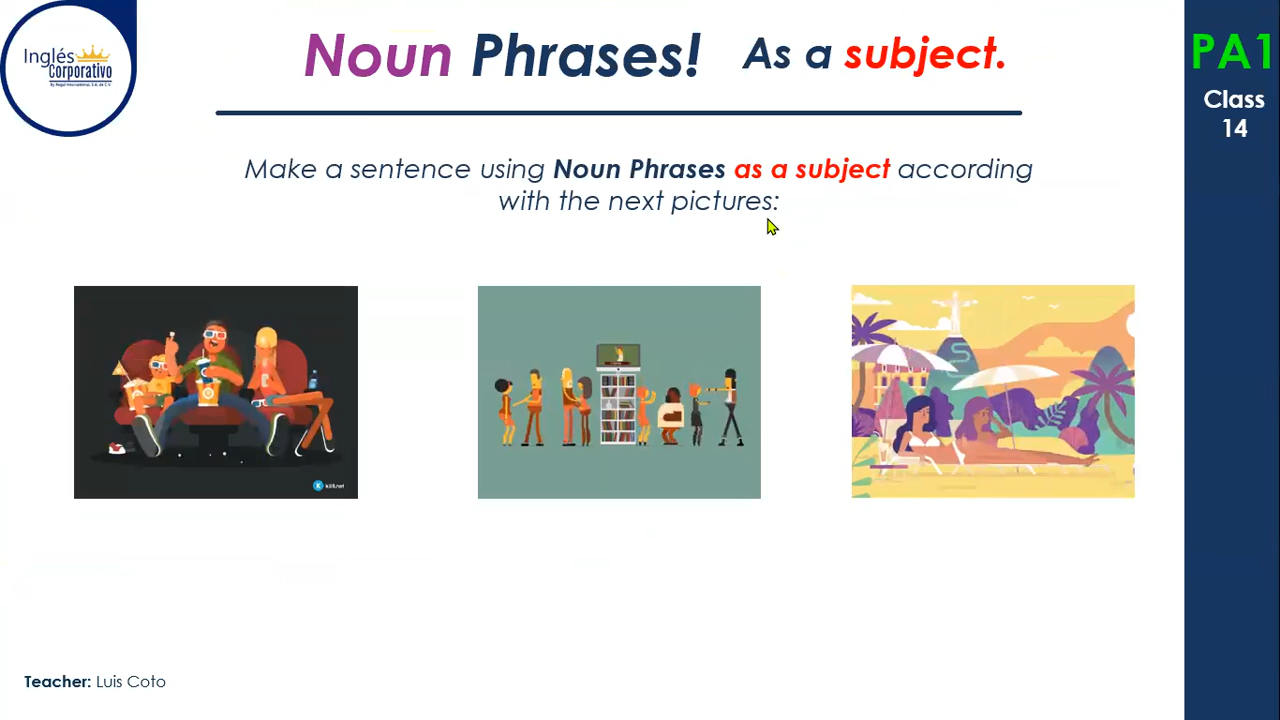 Inglés
Corporativo
Noun Phrases! As a subject.
PA1
Class
14
Make a sentence using Noun Phrases as a subject according
with the next pictures:
Teacher: Luis Coto